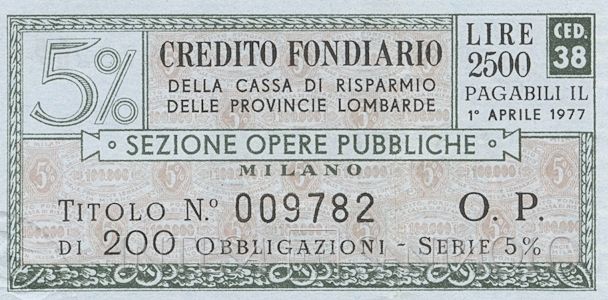 5%
CREDITO FONDIARIO
DELLA CASSA DI RISPARMIO
DELLE PROVINCIE LOMBARDE
LIRE
2500
CED.
38
PAGABILI IL
1° APRILE 1977
SEZIONE OPERE PUBBLICHE
MILANO
TITOLO N.° 009782 O. P.
DI 200 OBBLIGAZIONI - SERIE 5%